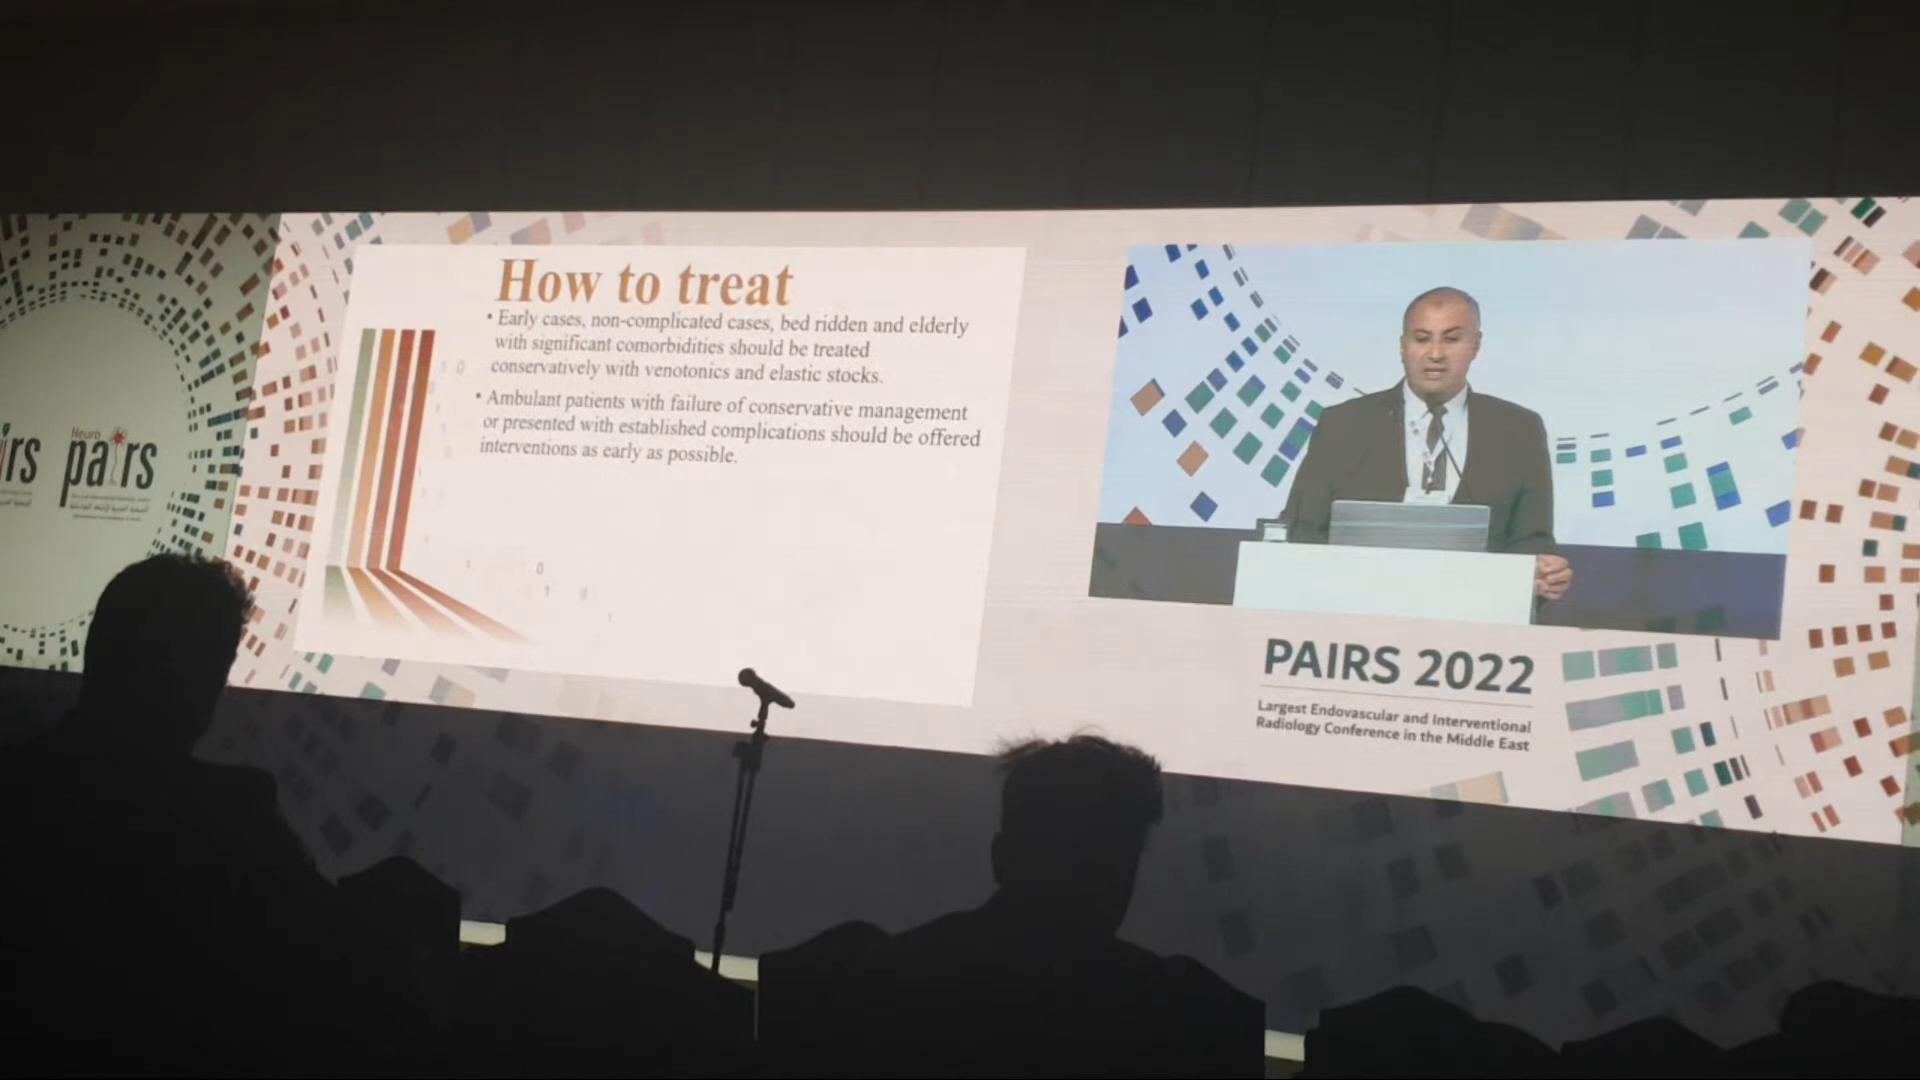 How to treat
• Early cases, non-complicated cases, bed ridden and elderly
with significant comorbidities should be treated
conservatively with venotonics and elastic stocks.
• Ambulant patients with failure of conservative management
or presented with established complications should be offered
interventions as early as possible.
PAIRS 2022
Largest Endovascular and Interventional
Radiology Conference in the Middle East
irs
Neuro
pairs